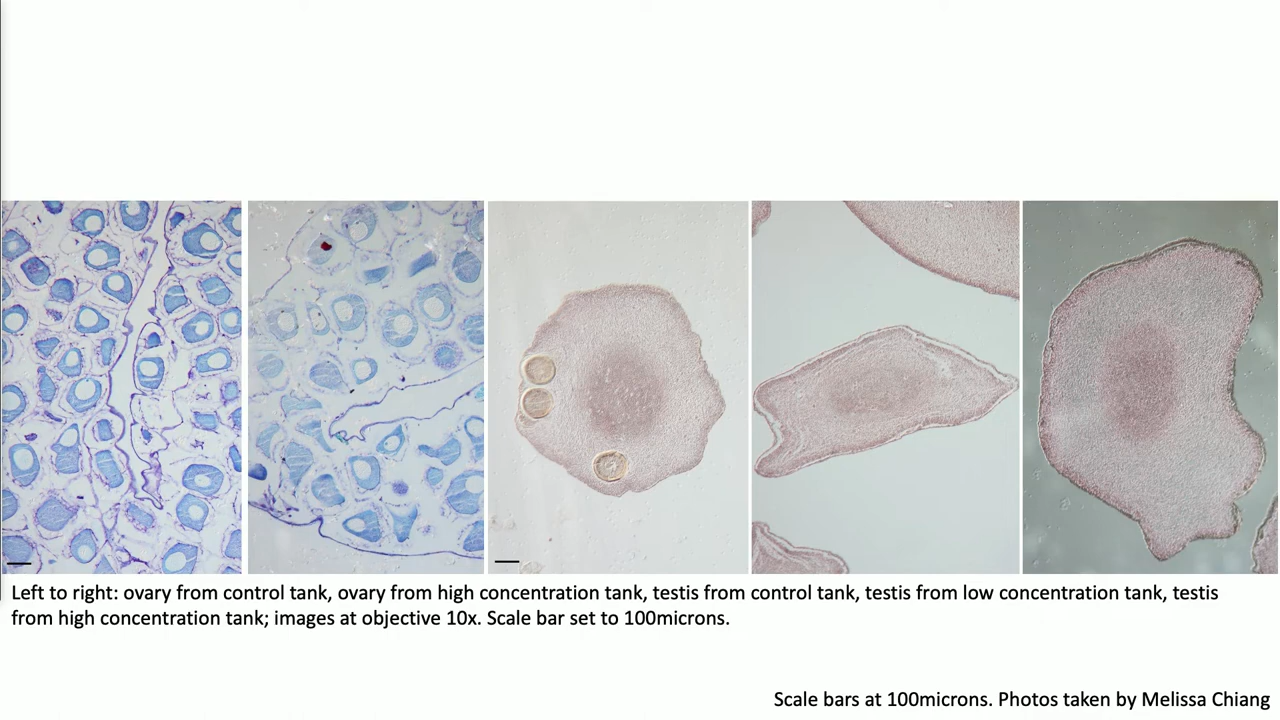 Left to right: ovary from control tank, ovary from high concentration tank, testis from control tank, testis from low concentration tank, testis
from high concentration tank; images at objective 10x. Scale bar set to 100microns.
Scale bars at 100microns. Photos taken by Melissa Chiang